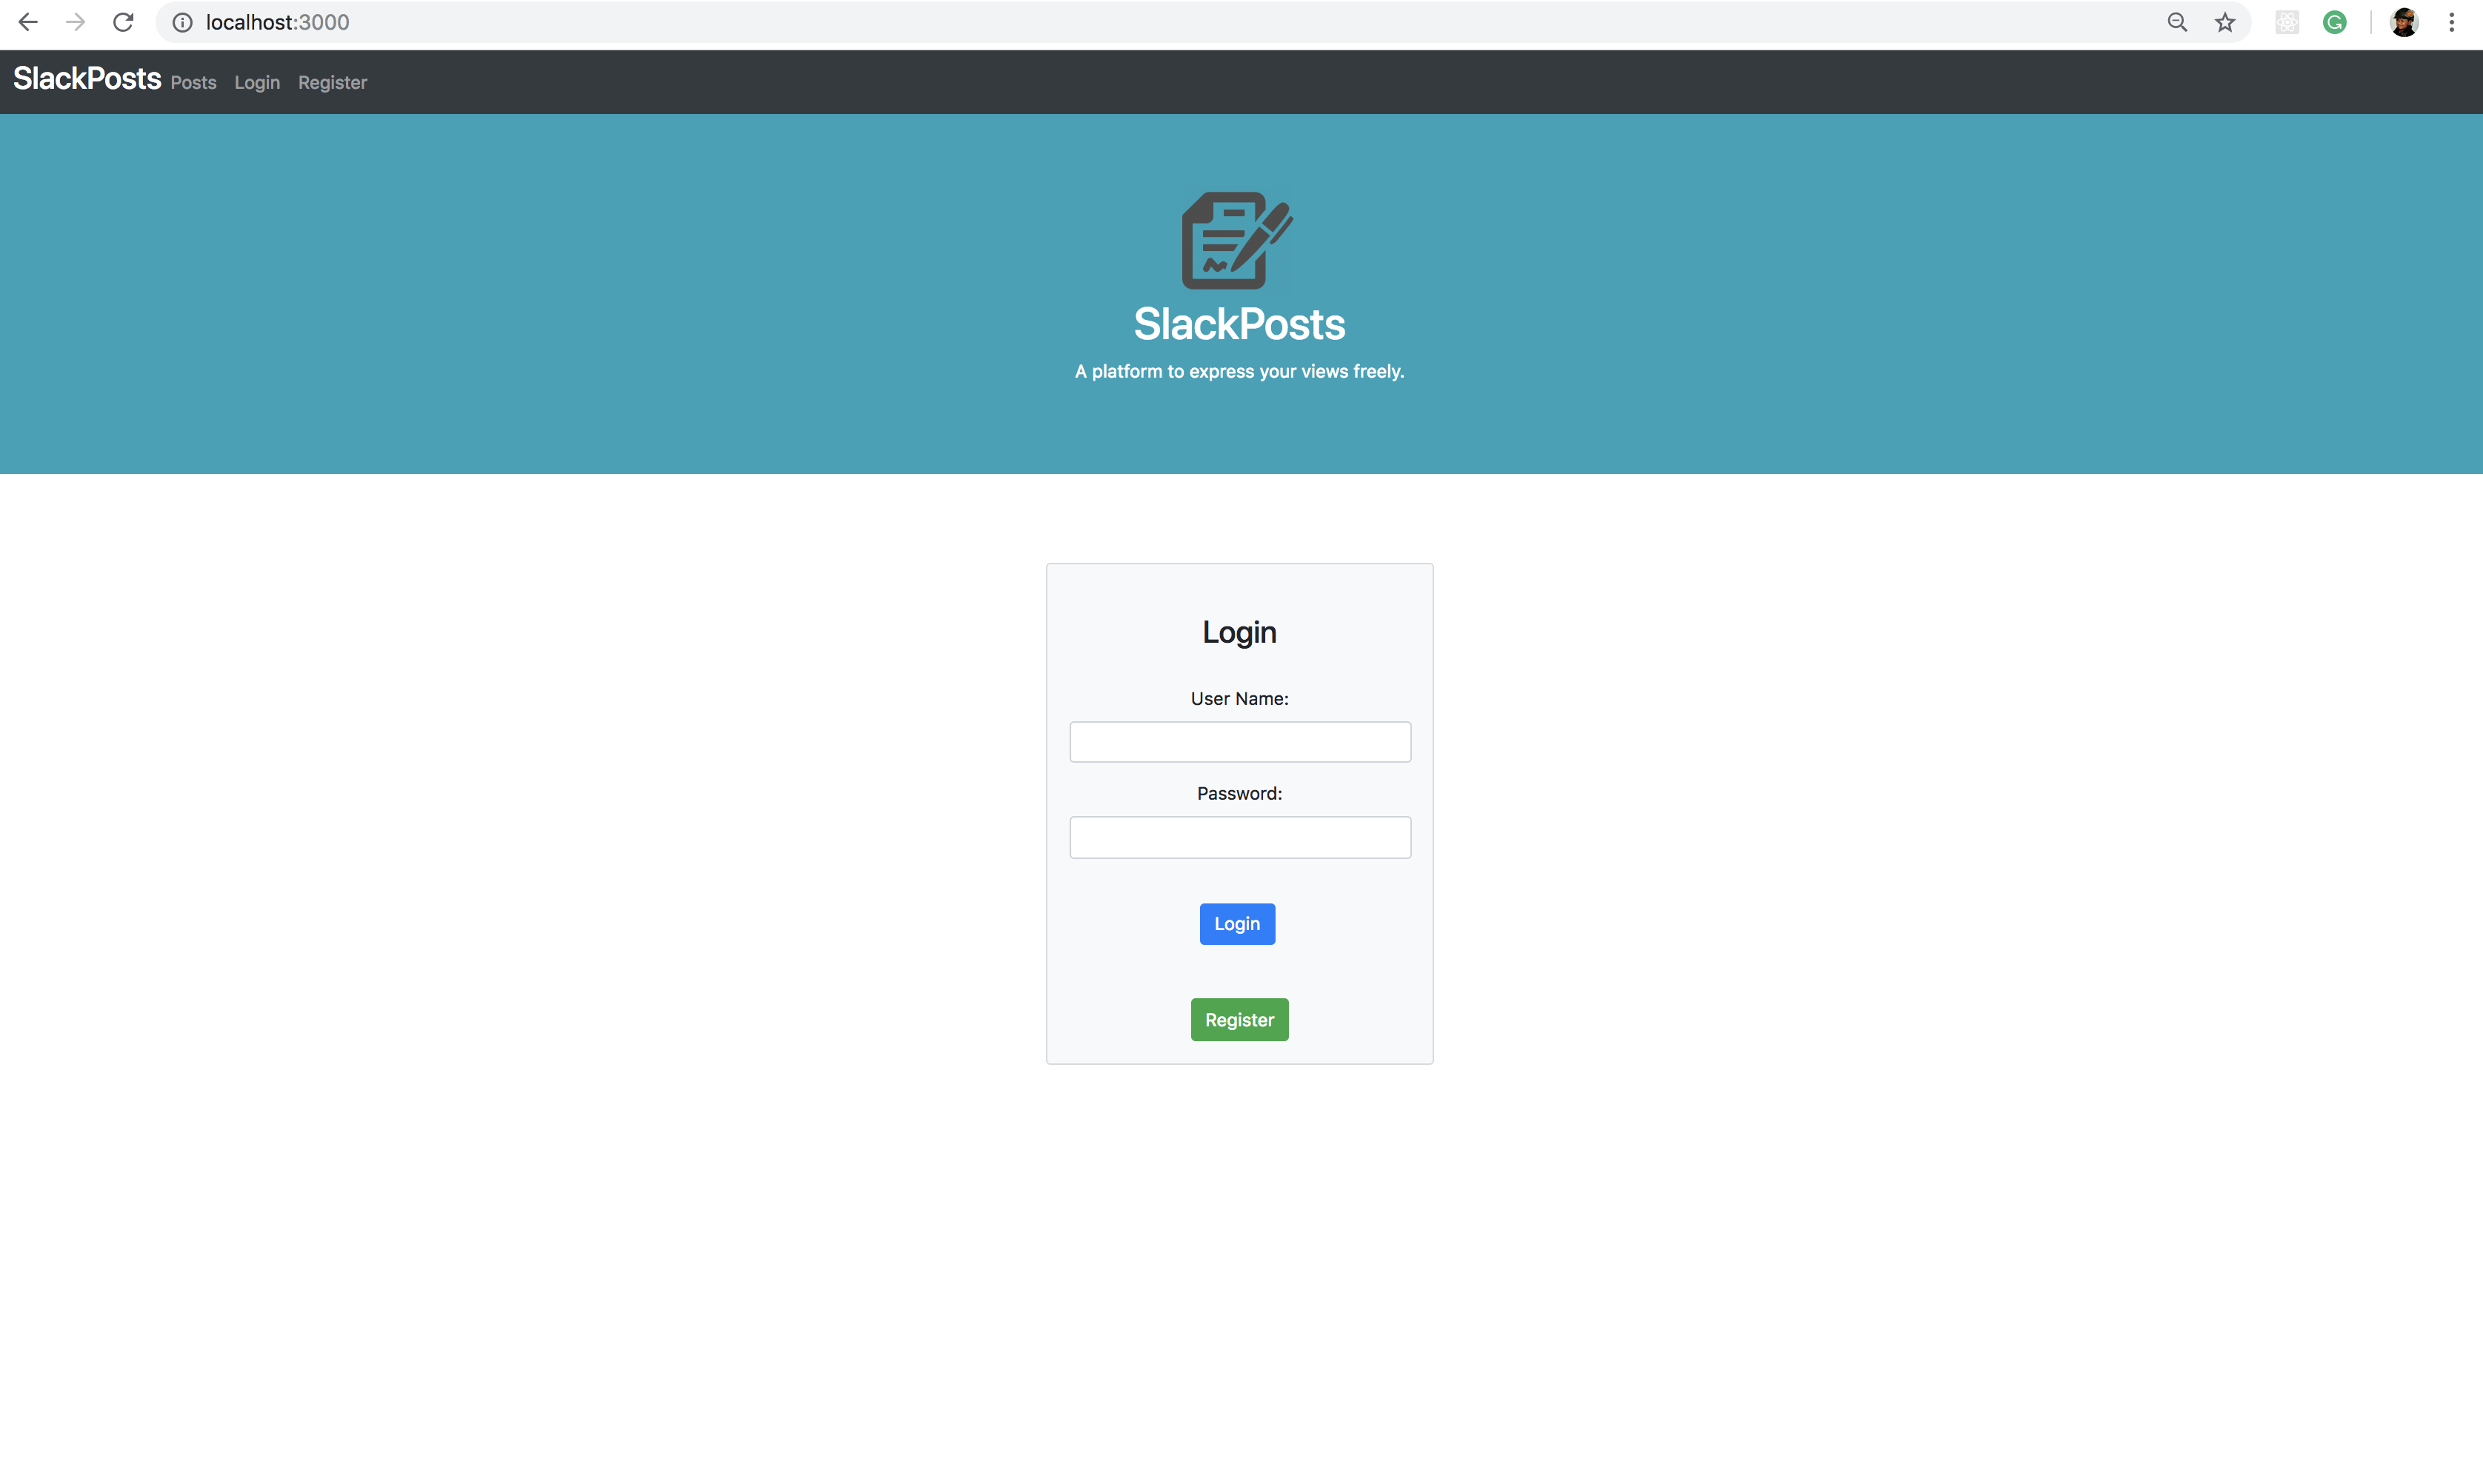 localhost:3000
SlackPosts Posts Login Register
SlackPosts
A platform to express your views freely.
Login
User Name:
Password:
Login
Register